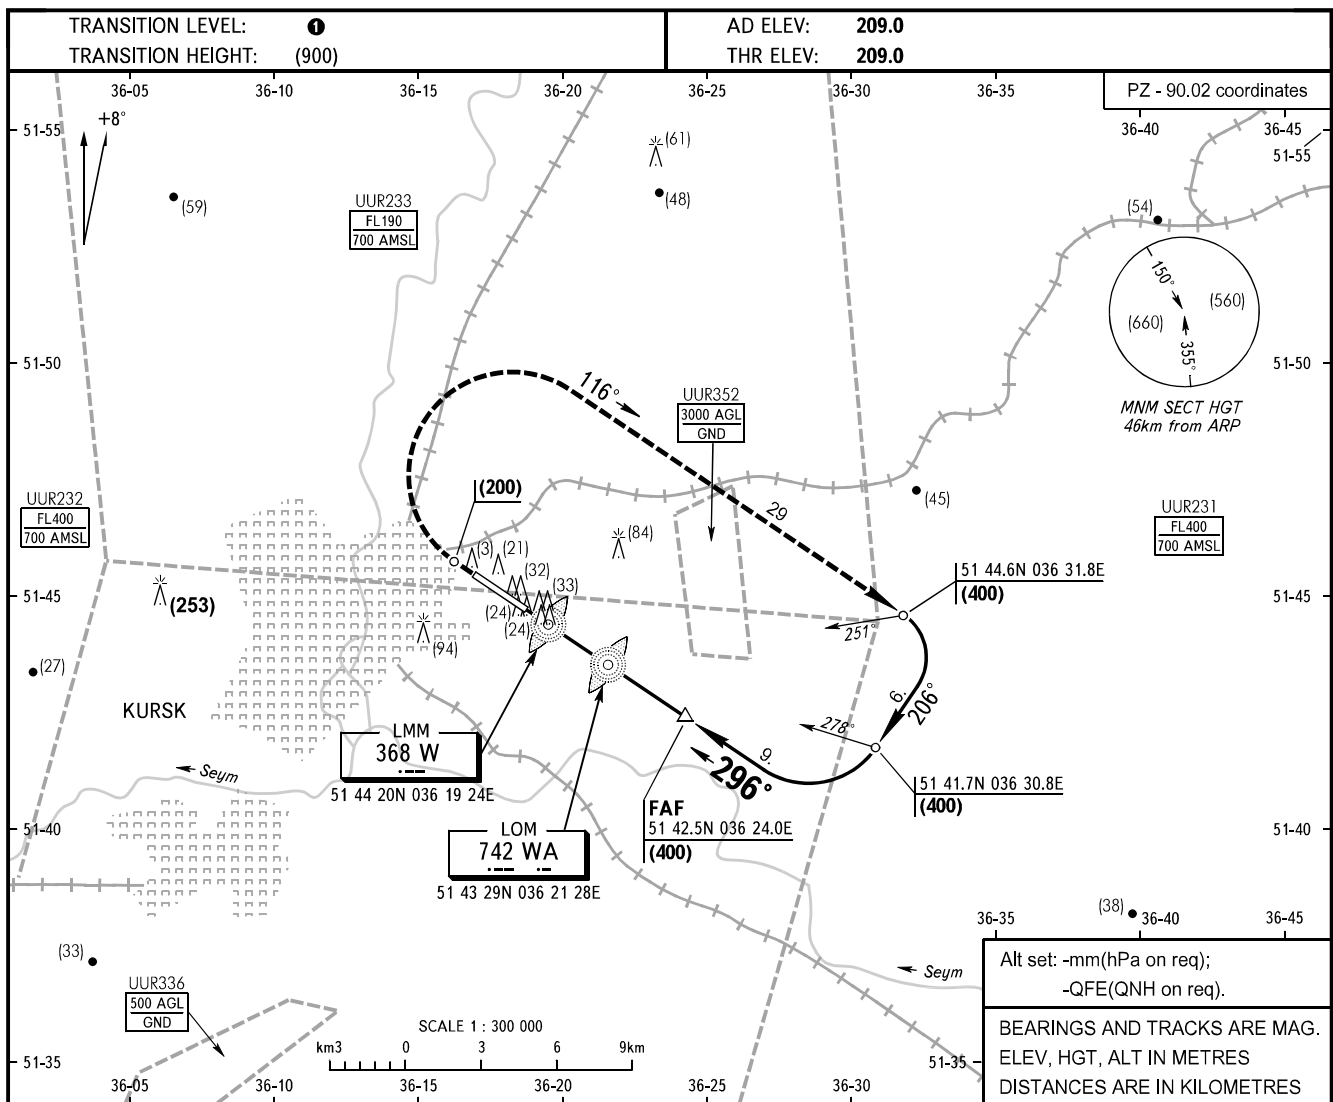 TRANSITION LEVEL: ❶
TRANSITION HEIGHT: (900)
AD ELEV: 209.0
THR ELEV: 209.0
36-05 36-10 36-15 36-20 36-25 36-30 36-35
PZ - 90.02 coordinates
36-40 36-45
51-55
51-55
+8°
(61)
(59)
(48)
(54)
UUR233
FL190
700 AMSL
150°
(560)
(660)
355°
MNM SECT HGT
46km from ARP
51-50
51-50
116°
UUR352
3000 AGL
GND
29
(45)
(200)
UUR232
FL400
700 AMSL
UUR231
FL400
700 AMSL
(3)
(21)
(84)
(32)
(33)
(24)
(24)
51-45
51-45
(253)
(94)
(27)
51 44.6N 036 31.8E
(400)
251°
6.
206°
278°
KURSK
LMM
368 W
51 44 20N 036 19 24E
Seym
9.
296°
51 41.7N 036 30.8E
(400)
FAF
51 42.5N 036 24.0E
(400)
LOM
742 WA
51 43 29N 036 21 28E
51-40
51-40
(38)
36-35 36-40 36-45
(33)
Seym
UUR336
500 AGL
GND
Alt set: -mm(hPa on req);
-QFE(QNH on req).
SCALE 1 : 300 000
km3 0 3 6 9km
BEARINGS AND TRACKS ARE MAG.
ELEV, HGT, ALT IN METRES
DISTANCES ARE IN KILOMETRES
51-35
51-35
36-05 36-10 36-15 36-20 36-25 36-30